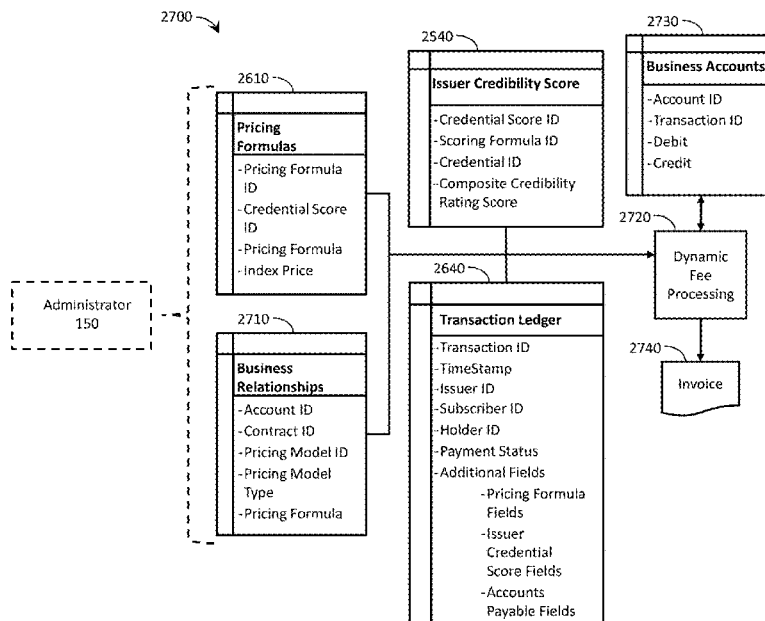 2700
2610
Pricing
Formulas
-Pricing Formula
ID
-Credential Score
ID
-Pricing Formula
-Index Price
2540
Issuer Credibility Score
-Credential Score ID
-Scoring Formula ID
-Credential ID
-Composite Credibility
Rating Score
2730
Business Accounts
-Account ID
-Transaction ID
-Debit
-Credit
2720
Dynamic
Fee
Processing
2740
Invoice
Administrator
150
2710
Business
Relationships
-Account ID
-Contract ID
-Pricing Model ID
-Pricing Model
Type
-Pricing Formula
2640
Transaction Ledger
-Transaction ID
-TimeStamp
-Issuer ID
-Subscriber ID
-Holder ID
-Payment Status
-Additional Fields
-Pricing Formula
Fields
-Issuer
Credential
Score Fields
-Accounts
Payable Fields